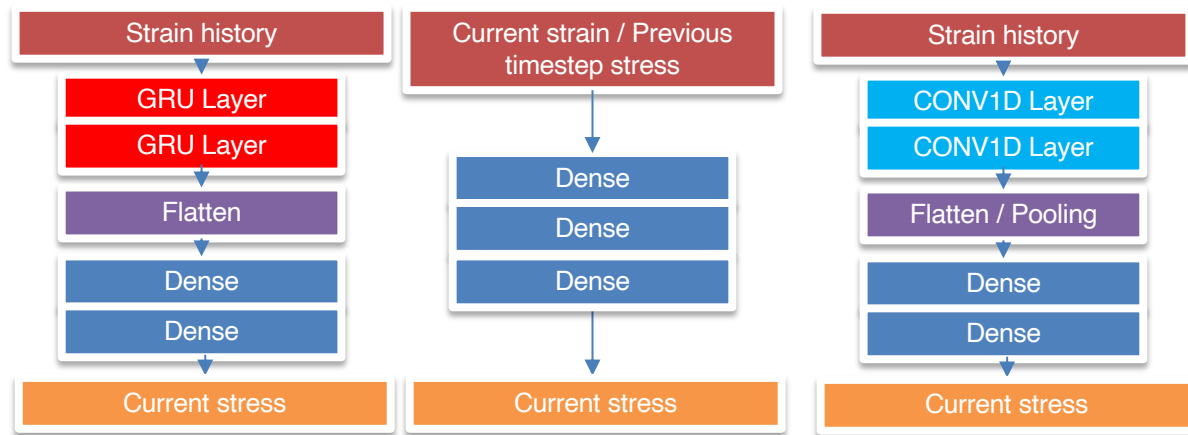 Strain history
GRU Layer
GRU Layer
Flatten
Dense
Dense
Current stress
Current strain / Previous
timestep stress
Dense
Dense
Dense
Current stress
Strain history
CONV1D Layer
CONV1D Layer
Flatten / Pooling
Dense
Dense
Current stress